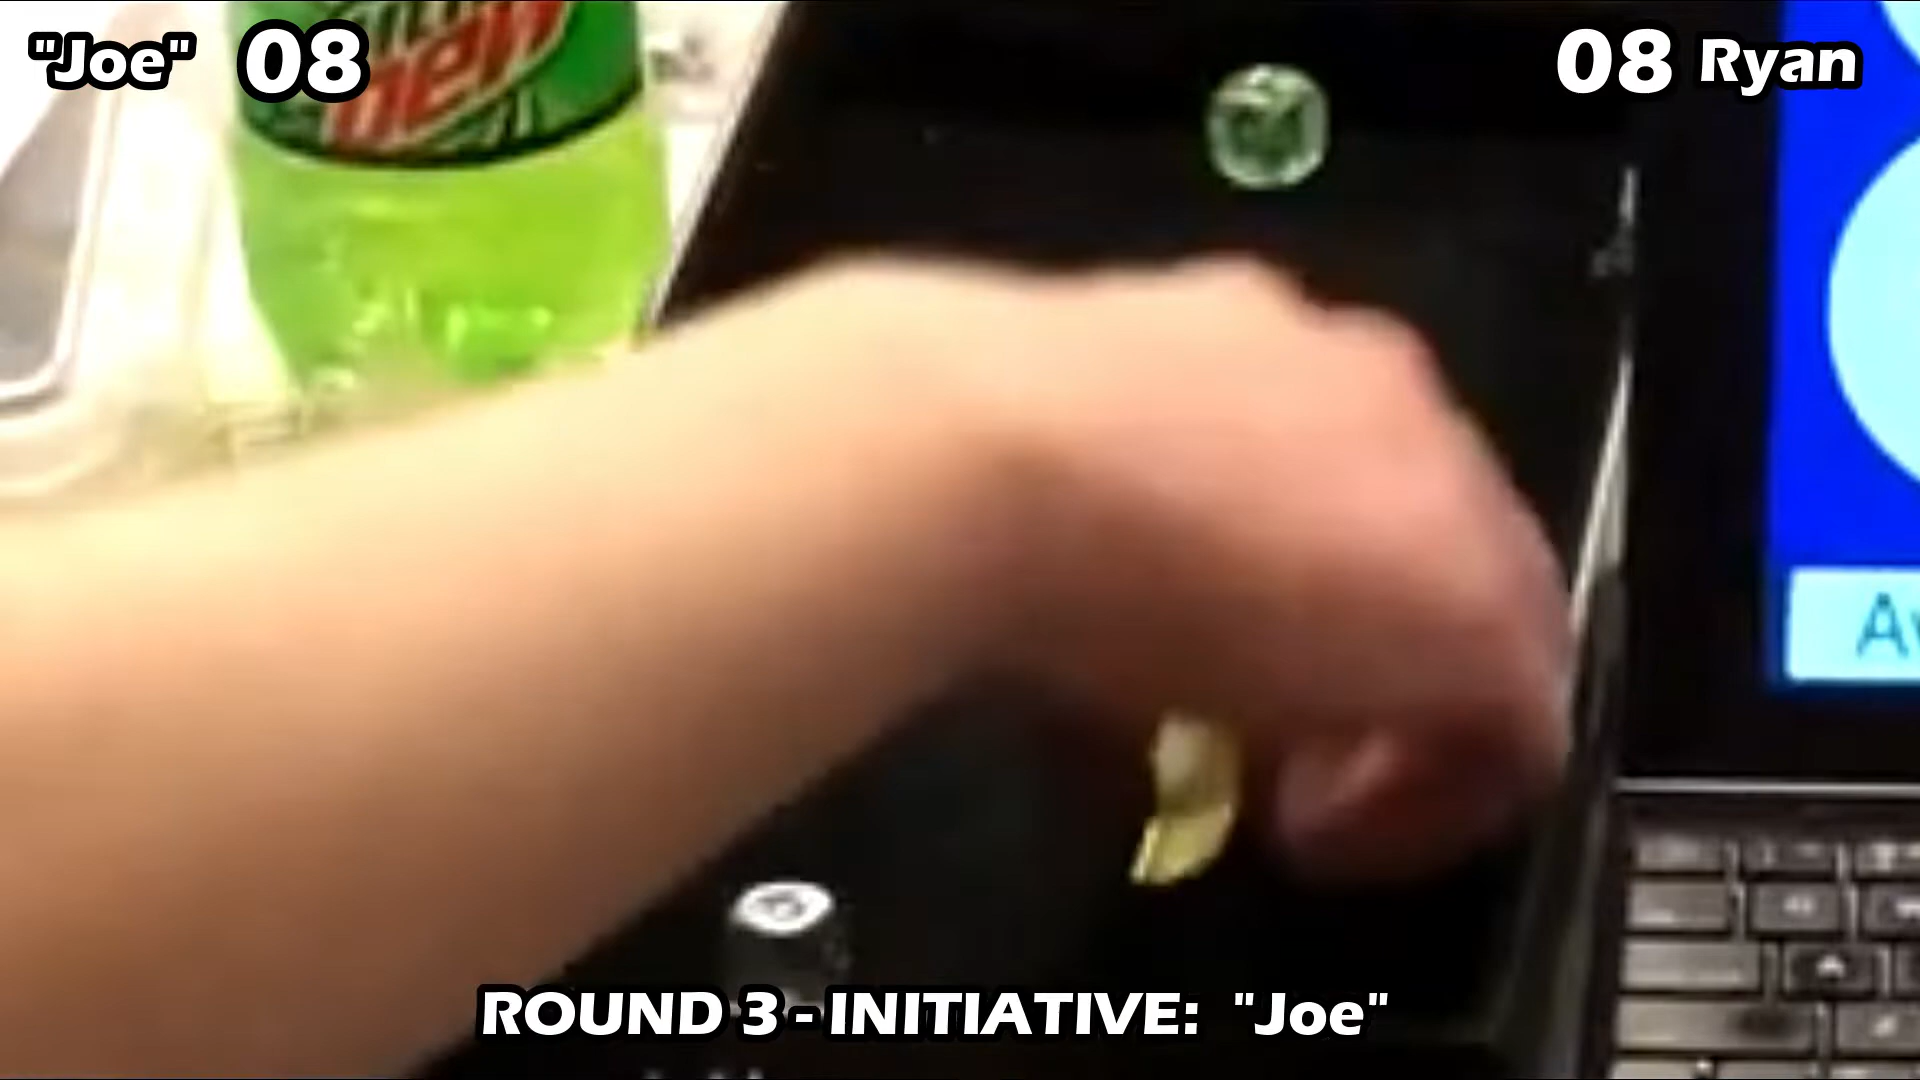 "Joe" 08
08 Ryan
ROUND 3 - INITIATIVE: "Joe"